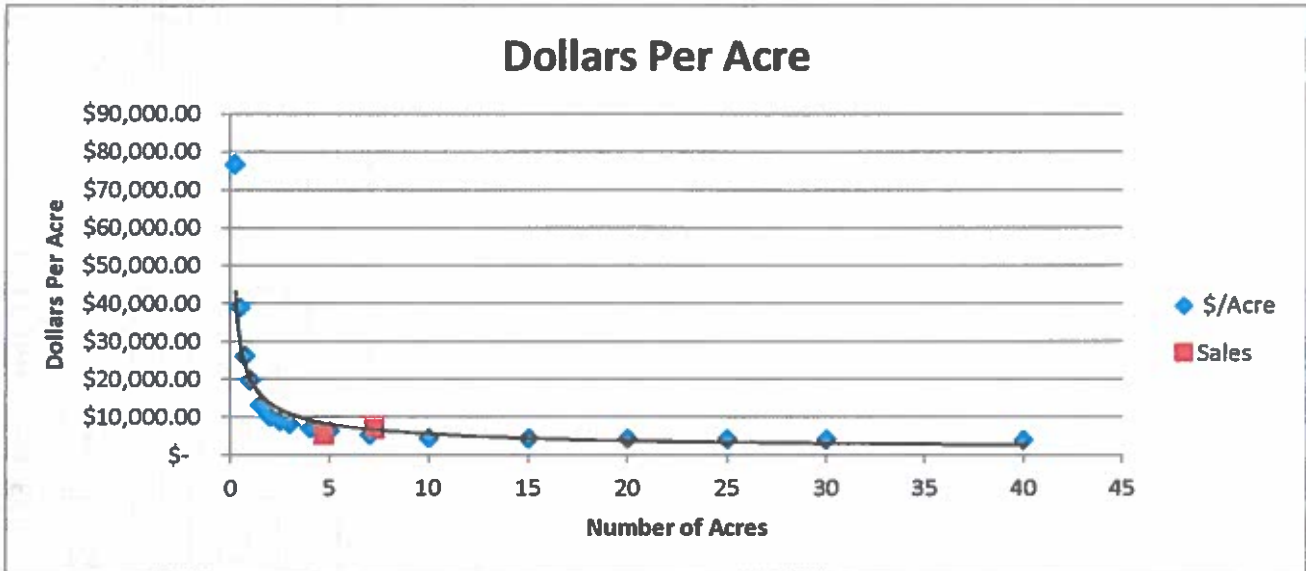 Dollars Per Acre
$90,000.00
$80,000.00
$70,000.00
$60,000.00
$50,000.00
$40,000.00
$30,000.00
$20,000.00
$10,000.00
$-
Dollars Per Acre
0 5 10 15 20 25 30 35 40 45
Number of Acres
$/Acre
Sales